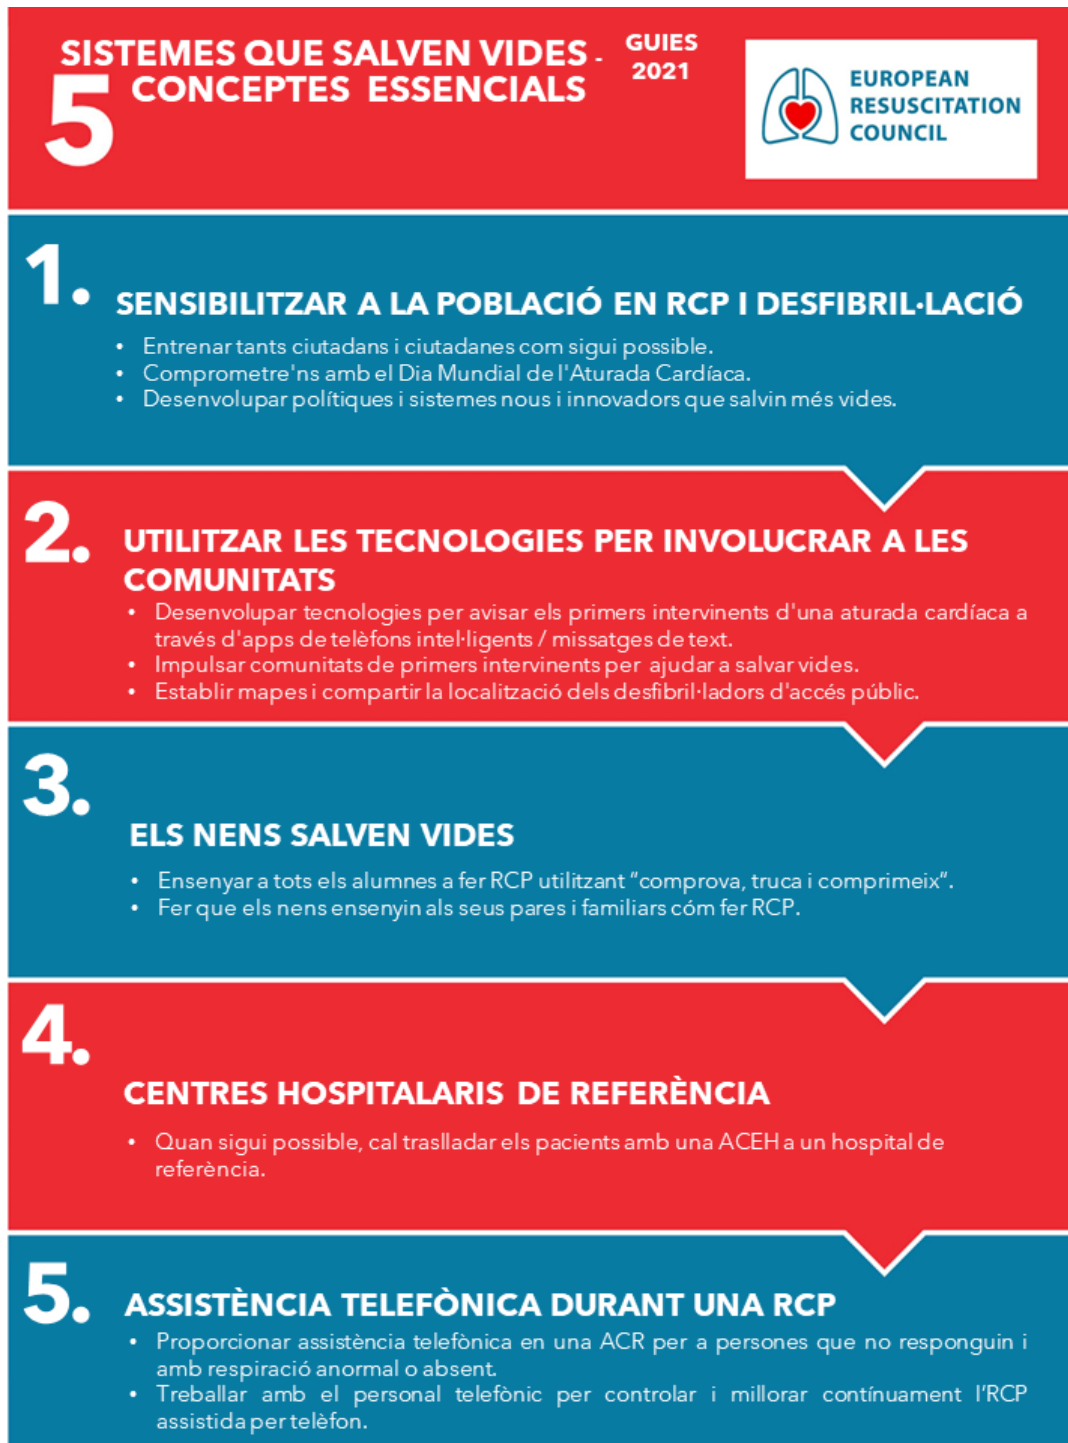 SISTEMES QUE SALVEN VIDES -
GUIES
2021
5 CONCEPTES ESSENCIALS
EUROPEAN
RESUSCITATION
COUNCIL
1.
SENSIBILITZAR A LA POBLACIÓ EN RCP I DESFIBRIL·LACIÓ
• Entrenar tants ciutadans i ciutadanes com sigui possible.
• Comprometre'ns amb el Dia Mundial de l'Aturada Cardíaca.
• Desenvolupar polítiques i sistemes nous i innovadors que salvin més vides.
2.
UTILITZAR LES TECNOLOGIES PER INVOLUCRAR A LES
COMUNITATS
• Desenvolupar tecnologies per avisar els primers intervinents d'una aturada cardíaca a
través d'apps de telèfons intel·ligents / missatges de text.
• Impulsar comunitats de primers intervinents per ajudar a salvar vides.
• Establir mapes i compartir la localització dels desfibril·ladors d'accés públic.
3.
ELS NENS SALVEN VIDES
• Ensenyar a tots els alumnes a fer RCP utilitzant "comprova, truca i comprimeix".
• Fer que els nens ensenyin als seus pares i familiars cóm fer RCP.
4.
CENTRES HOSPITALARIS DE REFERÈNCIA
• Quan sigui possible, cal traslladar els pacients amb una ACEH a un hospital de
referència.
5.
ASSISTÈNCIA TELEFÒNICA DURANT UNA RCP
• Proporcionar assistència telefònica en una ACR per a persones que no responguin i
amb respiració anormal o absent.
• Treballar amb el personal telefònic per controlar i millorar contínuament l'RCP
assistida per telèfon.